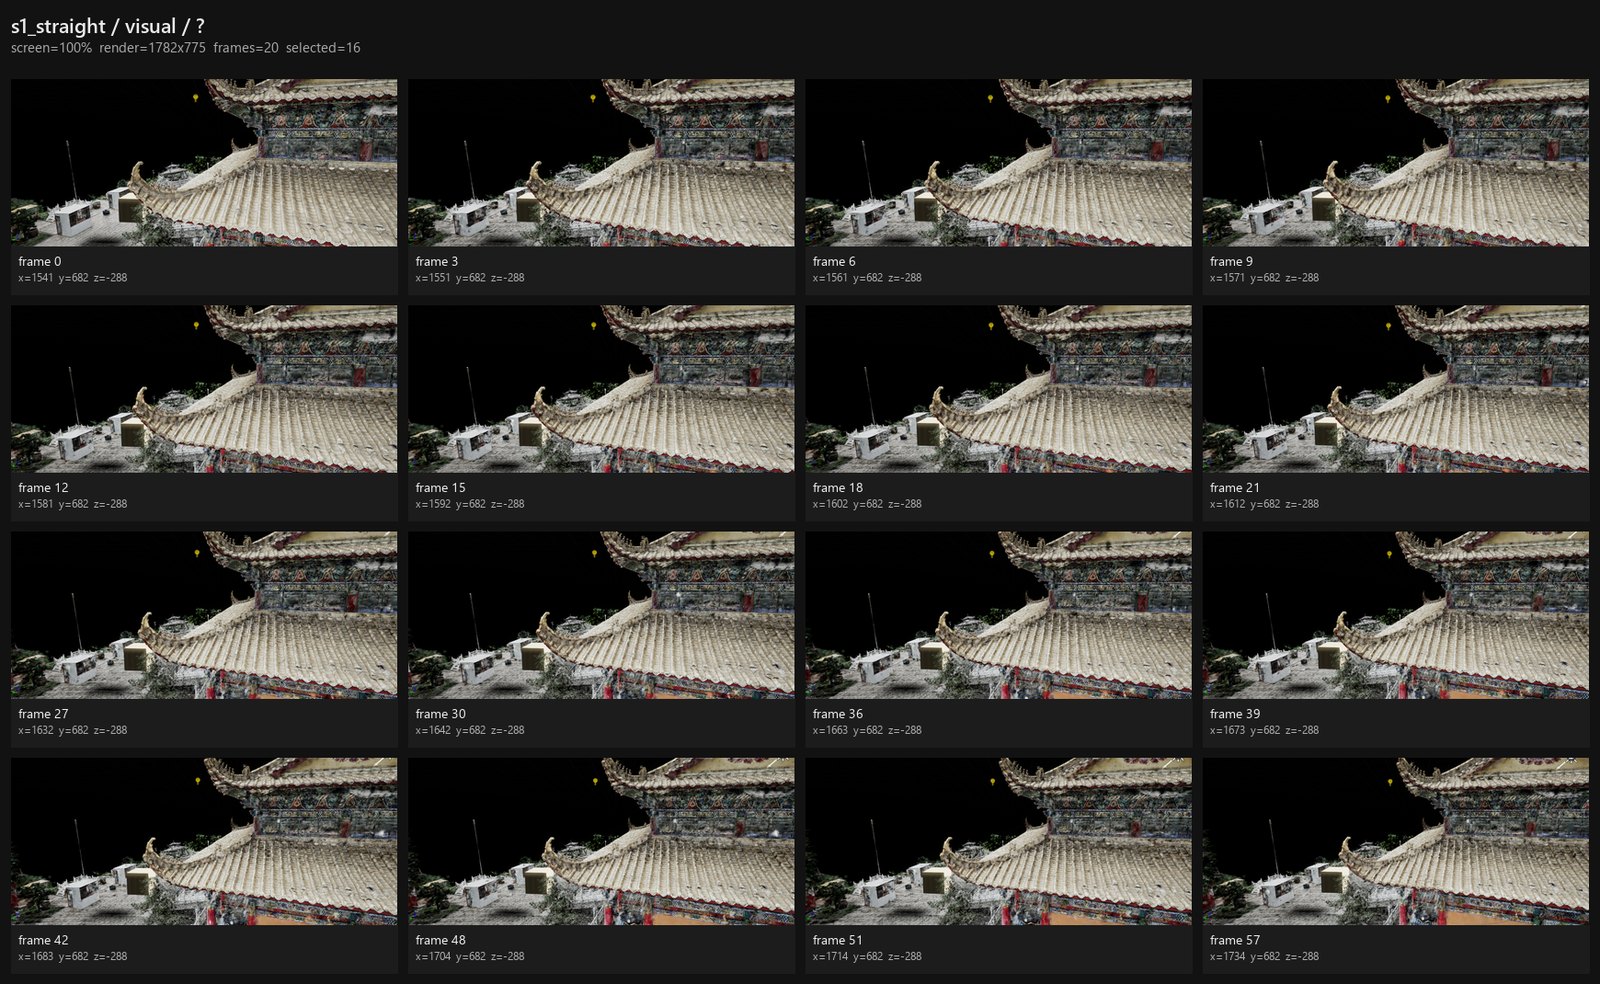 s1_straight / visual / ?
screen=100% render=1782x775 frames=20 selected=16
frame 0
x=1541 y=682 z=-288
frame 3
x=1551 y=682 z=-288
frame 6
x=1561 y=682 z=-288
frame 9
x=1571 y=682 z=-288
frame 12
x=1581 y=682 z=-288
frame 15
x=1592 y=682 z=-288
frame 18
x=1602 y=682 z=-288
frame 21
x=1612 y=682 z=-288
frame 27
x=1632 y=682 z=-288
frame 30
x=1642 y=682 z=-288
frame 36
x=1663 y=682 z=-288
frame 39
x=1673 y=682 z=-288
frame 42
x=1683 y=682 z=-288
frame 48
x=1704 y=682 z=-288
frame 51
x=1714 y=682 z=-288
frame 57
x=1734 y=682 z=-288